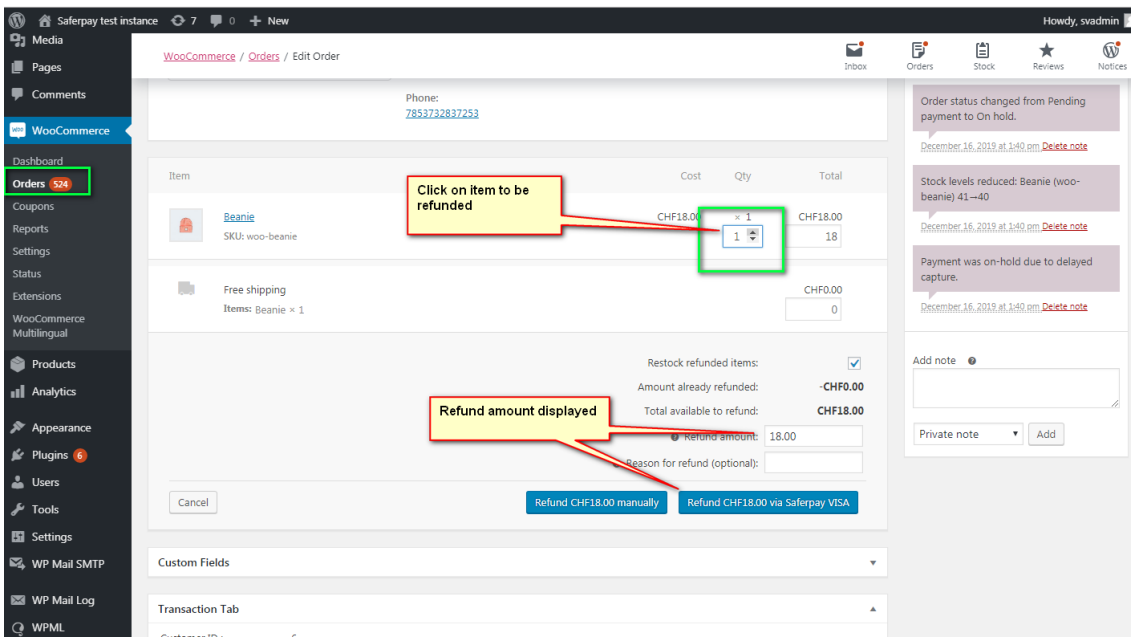 Saferpay test instance 7 0 + New Howdy, svadmin
Media
Pages
Comments
WooCommerce
Dashboard
Orders 524
Coupons
Reports
Settings
Status
Extensions
WooCommerce
Multilingual
Products
Analytics
Appearance
Plugins 6
Users
Tools
Settings
WP Mail SMTP
WP Mail Log
WPML
WooCommerce / Orders / Edit Order
Inbox
Orders
Stock
Reviews
Notices
Phone:
7853732837253
Item Cost Qty Total
Click on item to be
refunded
Beanie CHF18.00 × 1 CHF18.00
SKU: woo-beanie 1 18
Free shipping CHF0.00
Items: Beanie × 1 0
Restock refunded items:
Amount already refunded: -CHF0.00
Total available to refund: CHF18.00
Refund amount displayed
Refund amount: 18.00
Reason for refund (optional):
Cancel Refund CHF18.00 manually Refund CHF18.00 via Saferpay VISA
Custom Fields
Transaction Tab
Order status changed from Pending
payment to On hold.
December 16, 2019 at 1:40 pm Delete note
Stock levels reduced: Beanie (woo-
beanie) 41→40
December 16, 2019 at 1:40 pm Delete note
Payment was on-hold due to delayed
capture.
December 16, 2019 at 1:40 pm Delete note
Add note
Private note Add